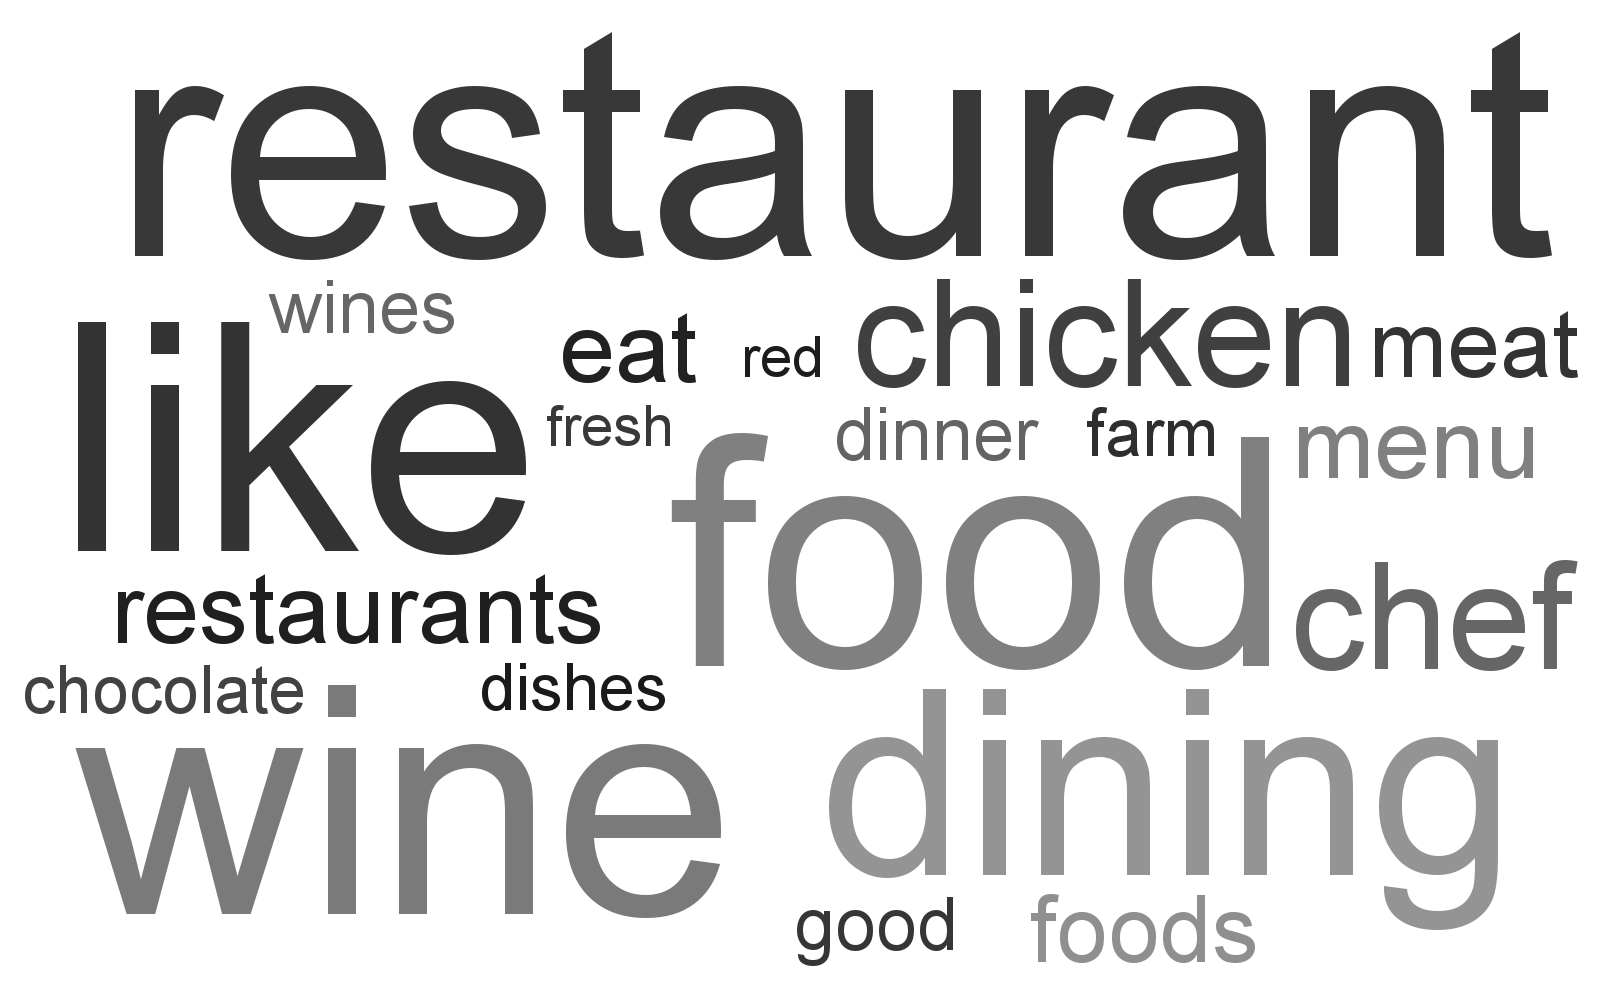 restaurant
wines
like
eat
red
chicken
meat
fresh
dinner
farm
menu
food
restaurants
chef
chocolate
dishes
wine
dining
good
foods